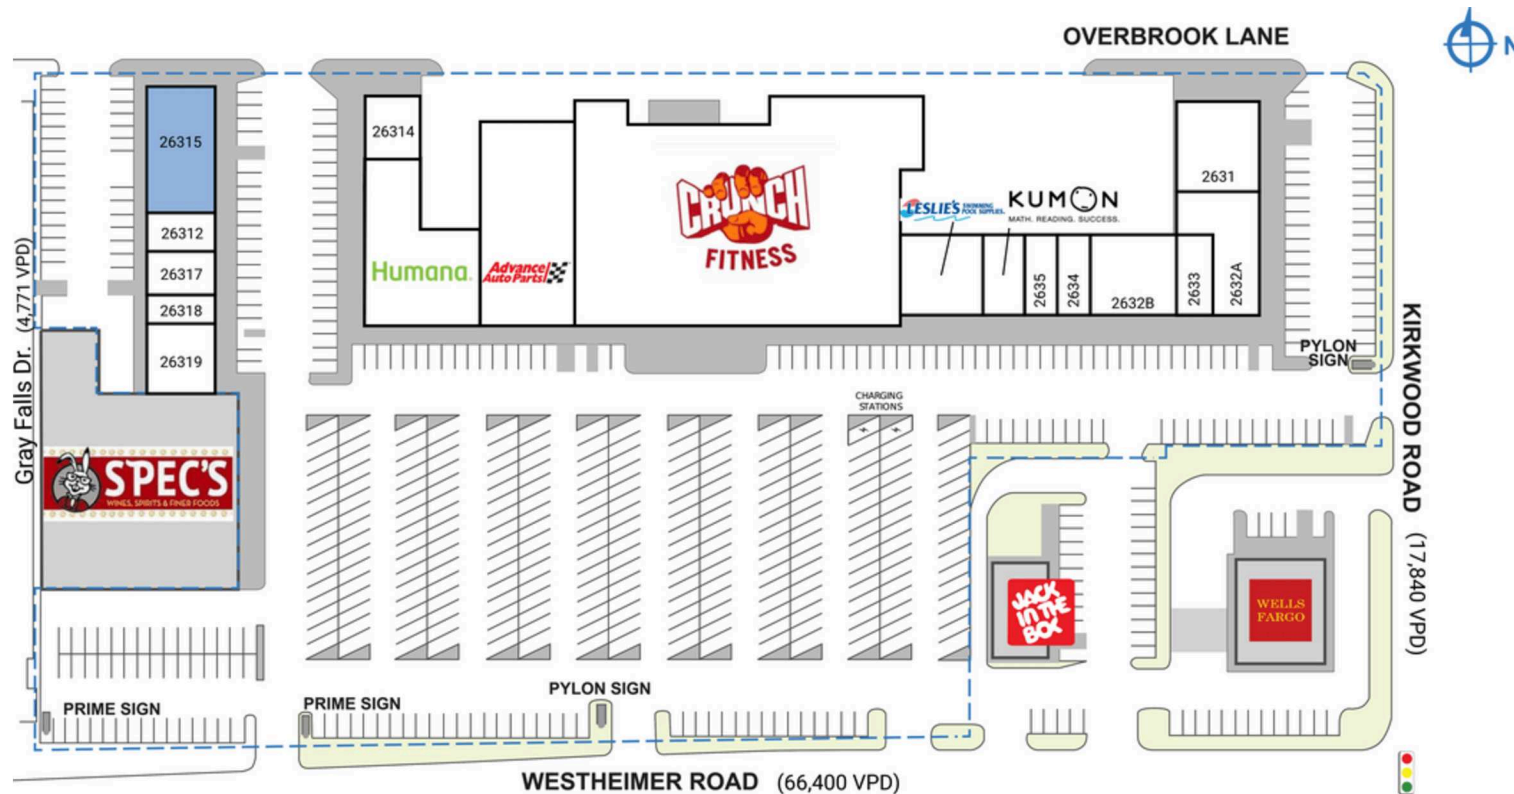 OVERBROOK LANE
N
26315
26314
26312
26317
26318
26319
Humana
Advance
Auto Parts
CRUNCH
FITNESS
LESLIE'S SWIMMING
POOL SUPPLIES.
KUMON
MATH. READING. SUCCESS.
2631
2635
2634
2632B
2633
2632A
Gray Falls Dr. (4,771 VPD)
KIRKWOOD ROAD (17,840 VPD)
PYLON
SIGN
CHARGING
STATIONS
SPEC'S
WINES, SPIRITS & FINER FOODS
JACK
IN THE
BOX
WELLS
FARGO
PRIME SIGN
PRIME SIGN
PYLON SIGN
WESTHEIMER ROAD (66,400 VPD)